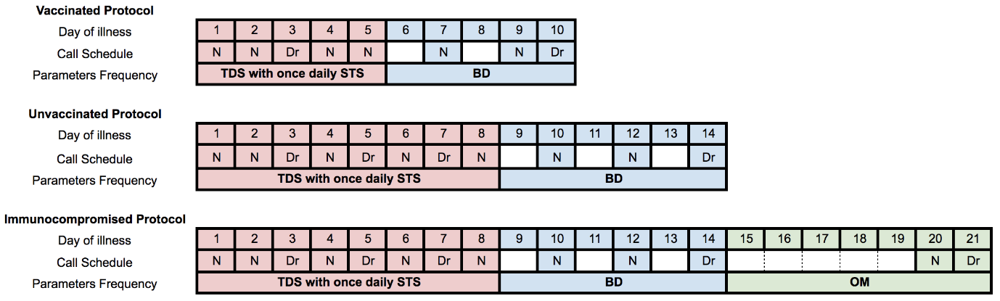 Vaccinated Protocol
Day of illness 1 2 3 4 5 6 7 8 9 10
Call Schedule N N Dr N N N N Dr
Parameters Frequency TDS with once daily STS BD
Unvaccinated Protocol
Day of illness 1 2 3 4 5 6 7 8 9 10 11 12 13 14
Call Schedule N N Dr N Dr N Dr N N N Dr
Parameters Frequency TDS with once daily STS BD
Immunocompromised Protocol
Day of illness 1 2 3 4 5 6 7 8 9 10 11 12 13 14 15 16 17 18 19 20 21
Call Schedule N N Dr N Dr N Dr N N N Dr N Dr
Parameters Frequency TDS with once daily STS BD OM